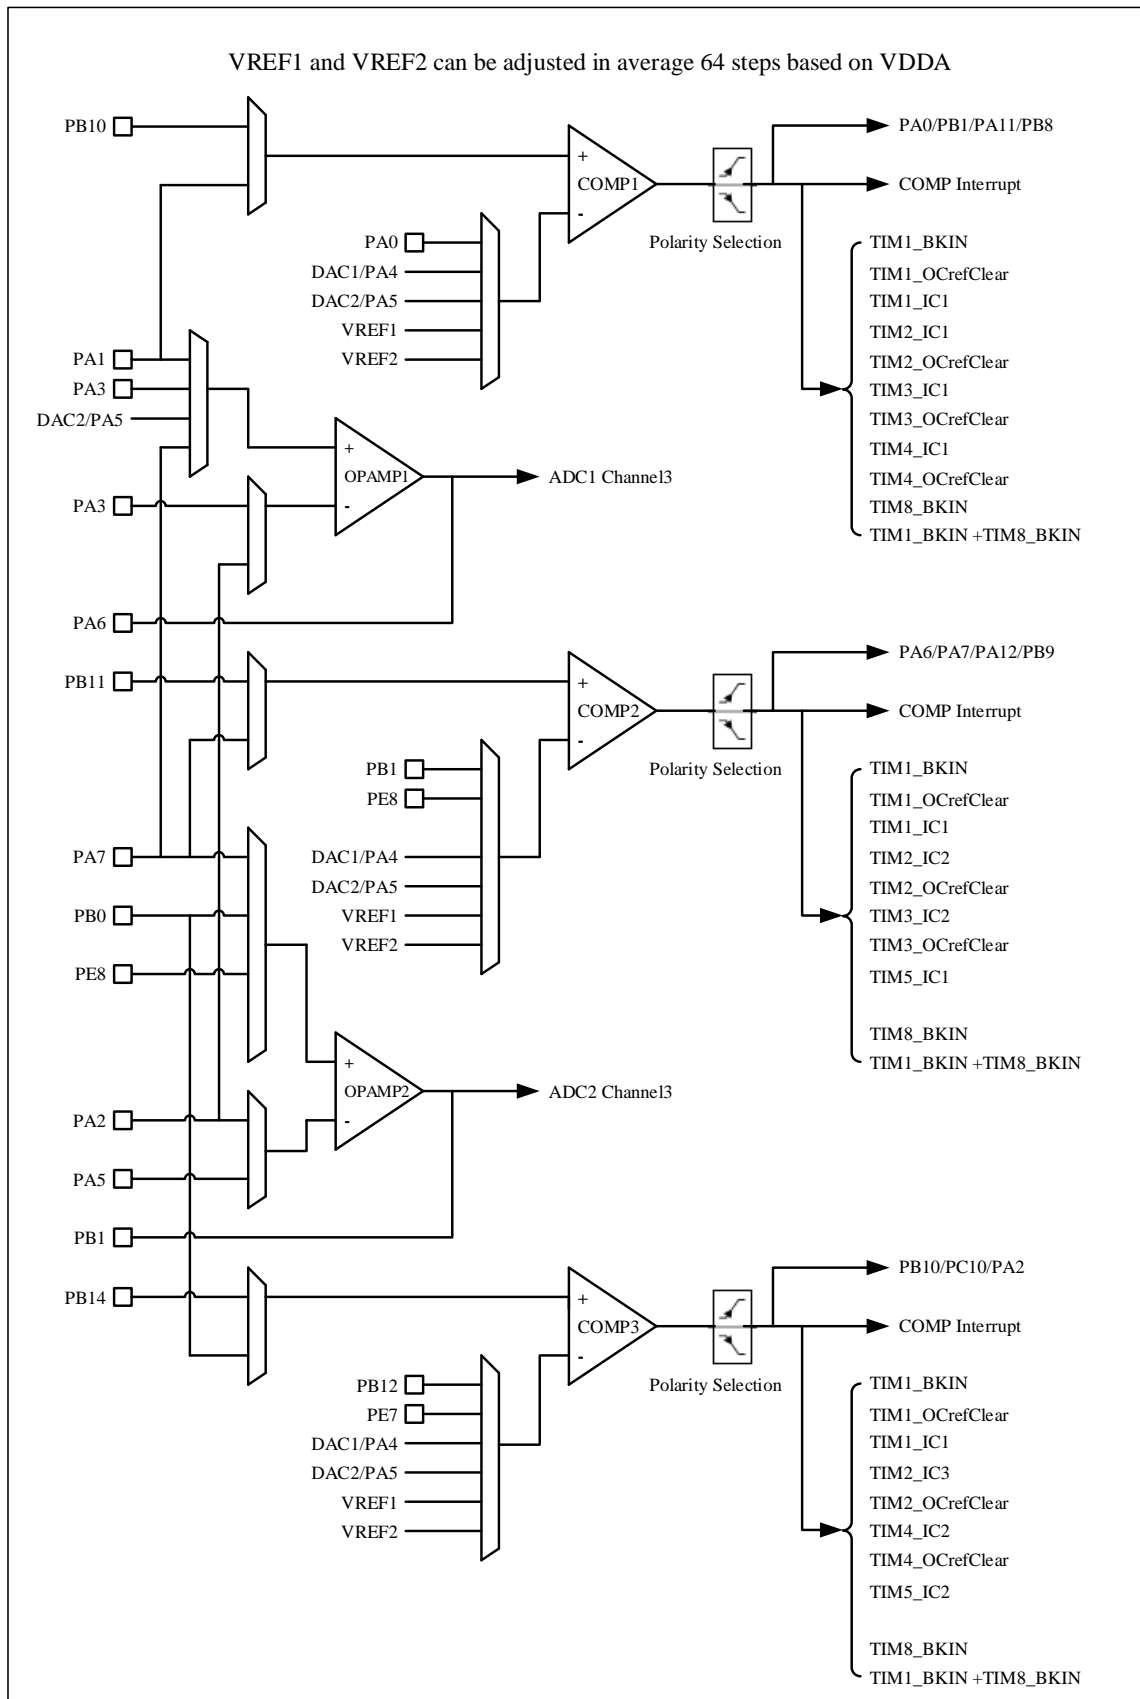 VREF1 and VREF2 can be adjusted in average 64 steps based on VDDA
PB10
+
COMP1
-
PA0/PB1/PA11/PB8
COMP Interrupt
Polarity Selection
PA0
DAC1/PA4
DAC2/PA5
VREF1
VREF2
TIM1_BKIN
TIM1_OCrefClear
TIM1_IC1
TIM2_IC1
TIM2_OCrefClear
TIM3_IC1
TIM3_OCrefClear
TIM4_IC1
TIM4_OCrefClear
TIM8_BKIN
TIM1_BKIN +TIM8_BKIN
PA1
PA3
DAC2/PA5
PA3
+
OPAMP1
-
ADC1 Channel3
PA6
PB11
+
COMP2
-
PA6/PA7/PA12/PB9
COMP Interrupt
Polarity Selection
PB1
PE8
DAC1/PA4
DAC2/PA5
VREF1
VREF2
TIM1_BKIN
TIM1_OCrefClear
TIM1_IC1
TIM2_IC2
TIM2_OCrefClear
TIM3_IC2
TIM3_OCrefClear
TIM5_IC1
TIM8_BKIN
TIM1_BKIN +TIM8_BKIN
PA7
PB0
PE8
PA2
PA5
+
OPAMP2
-
ADC2 Channel3
PB1
PB14
+
COMP3
-
PB10/PC10/PA2
COMP Interrupt
Polarity Selection
PB12
PE7
DAC1/PA4
DAC2/PA5
VREF1
VREF2
TIM1_BKIN
TIM1_OCrefClear
TIM1_IC1
TIM2_IC3
TIM2_OCrefClear
TIM4_IC2
TIM4_OCrefClear
TIM5_IC2
TIM8_BKIN
TIM1_BKIN +TIM8_BKIN